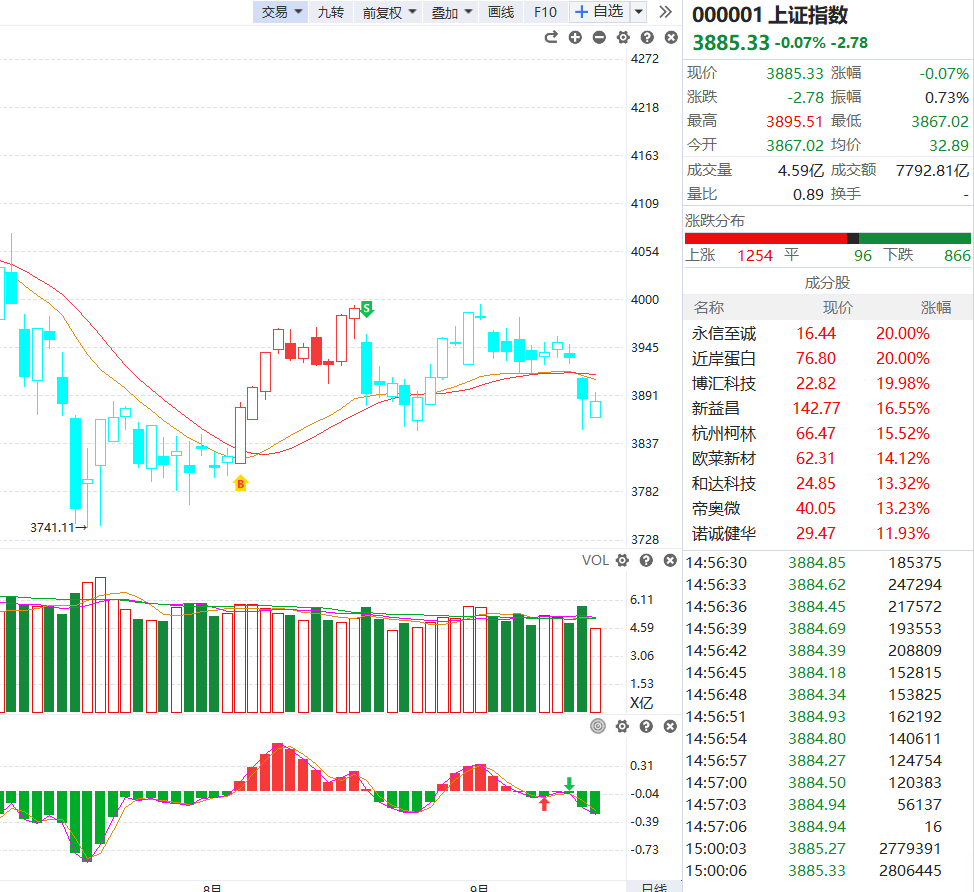 交易 九转 前复权 叠加 画线 F10 自选
4272
4218
4163
4109
4054
4000
3945
3891
3837
3782
3728
S
B
3741.11
VOL
6.11
4.59
3.06
1.53
X亿
0.31
-0.04
-0.39
-0.73
8月 9月 日线
000001 上证指数
3885.33 -0.07% -2.78
现价 3885.33 涨幅 -0.07%
涨跌 -2.78 振幅 0.73%
最高 3895.51 最低 3867.02
今开 3867.02 均价 32.89
成交量 4.59亿 成交额 7792.81亿
量比 0.89 换手 -
涨跌分布
上涨 1254 平 96 下跌 866
成分股
名称 现价 涨幅
永信至诚 16.44 20.00%
近岸蛋白 76.80 20.00%
博汇科技 22.82 19.98%
新益昌 142.77 16.55%
杭州柯林 66.47 15.52%
欧莱新材 62.31 14.12%
和达科技 24.85 13.32%
帝奥微 40.05 13.23%
诺诚健华 29.47 11.93%
14:56:30 3884.85 185375
14:56:33 3884.62 247294
14:56:36 3884.45 217572
14:56:39 3884.69 193553
14:56:42 3884.39 208809
14:56:45 3884.18 152815
14:56:48 3884.34 153825
14:56:51 3884.93 162192
14:56:54 3884.80 140611
14:56:57 3884.27 124754
14:57:00 3884.50 120383
14:57:03 3884.94 56137
14:57:06 3884.94 16
15:00:03 3885.27 2779391
15:00:06 3885.33 2806445